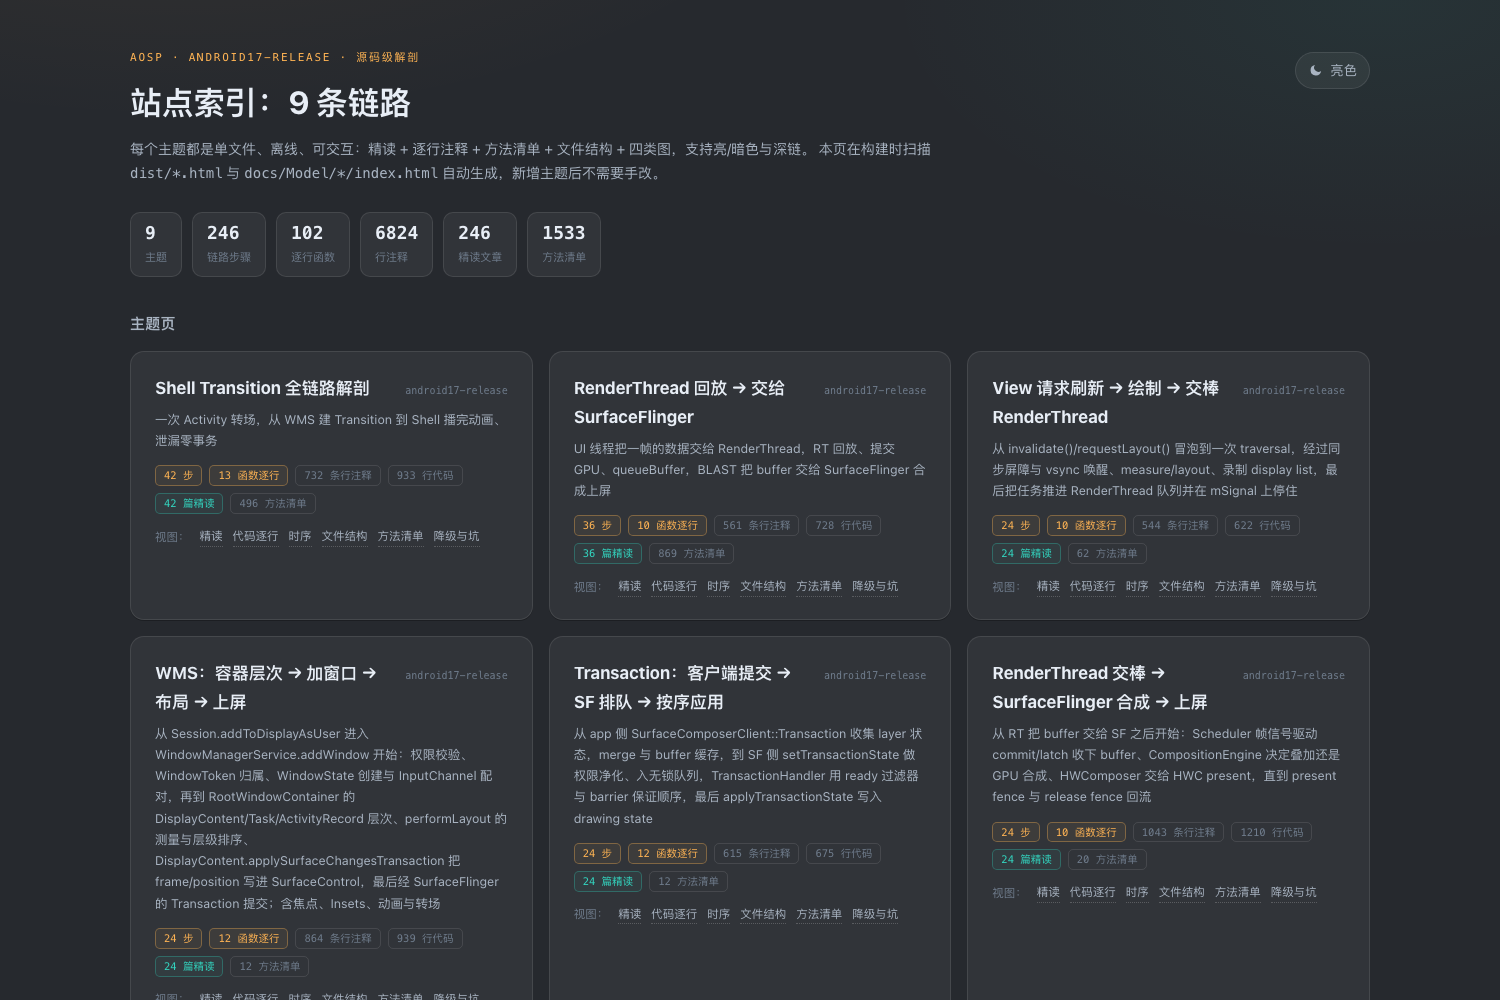 AOSP · ANDROID17-RELEASE · 源码级解剖
亮色
站点索引：9 条链路
每个主题都是单文件、离线、可交互：精读 + 逐行注释 + 方法清单 + 文件结构 + 四类图，支持亮/暗色与深链。 本页在构建时扫描
dist/*.html 与 docs/Model/*/index.html 自动生成，新增主题后不需要手改。
9
主题
246
链路步骤
102
逐行函数
6824
行注释
246
精读文章
1533
方法清单
主题页
Shell Transition 全链路解剖
android17-release
一次 Activity 转场，从 WMS 建 Transition 到 Shell 播完动画、
泄漏零事务
42 步 13 函数逐行 732 条行注释 933 行代码
42 篇精读 496 方法清单
视图： 精读 代码逐行 时序 文件结构 方法清单 降级与坑
RenderThread 回放 → 交给
SurfaceFlinger
android17-release
UI 线程把一帧的数据交给 RenderThread，RT 回放、提交
GPU、queueBuffer，BLAST 把 buffer 交给 SurfaceFlinger 合
成上屏
36 步 10 函数逐行 561 条行注释 728 行代码
36 篇精读 869 方法清单
视图： 精读 代码逐行 时序 文件结构 方法清单 降级与坑
View 请求刷新 → 绘制 → 交棒
RenderThread
android17-release
从 invalidate()/requestLayout() 冒泡到一次 traversal，经过同
步屏障与 vsync 唤醒、measure/layout、录制 display list，最
后把任务推进 RenderThread 队列并在 mSignal 上停住
24 步 10 函数逐行 544 条行注释 622 行代码
24 篇精读 62 方法清单
视图： 精读 代码逐行 时序 文件结构 方法清单 降级与坑
WMS：容器层次 → 加窗口 →
布局 → 上屏
android17-release
从 Session.addToDisplayAsUser 进入
WindowManagerService.addWindow 开始：权限校验、
WindowToken 归属、WindowState 创建与 InputChannel 配
对，再到 RootWindowContainer 的
DisplayContent/Task/ActivityRecord 层次、performLayout 的
测量与层级排序、
DisplayContent.applySurfaceChangesTransaction 把
frame/position 写进 SurfaceControl，最后经 SurfaceFlinger
的 Transaction 提交；含焦点、Insets、动画与转场
24 步 12 函数逐行 864 条行注释 939 行代码
24 篇精读 12 方法清单
视图： 精读 代码逐行 时序 文件结构 方法清单 降级与坑
Transaction：客户端提交 →
SF 排队 → 按序应用
android17-release
从 app 侧 SurfaceComposerClient::Transaction 收集 layer 状
态，merge 与 buffer 缓存，到 SF 侧 setTransactionState 做
权限净化、入无锁队列，TransactionHandler 用 ready 过滤器
与 barrier 保证顺序，最后 applyTransactionState 写入
drawing state
24 步 12 函数逐行 615 条行注释 675 行代码
24 篇精读 12 方法清单
视图： 精读 代码逐行 时序 文件结构 方法清单 降级与坑
RenderThread 交棒 →
SurfaceFlinger 合成 → 上屏
android17-release
从 RT 把 buffer 交给 SF 之后开始：Scheduler 帧信号驱动
commit/latch 收下 buffer、CompositionEngine 决定叠加还是
GPU 合成、HWComposer 交给 HWC present，直到 present
fence 与 release fence 回流
24 步 10 函数逐行 1043 条行注释 1210 行代码
24 篇精读 20 方法清单
视图： 精读 代码逐行 时序 文件结构 方法清单 降级与坑